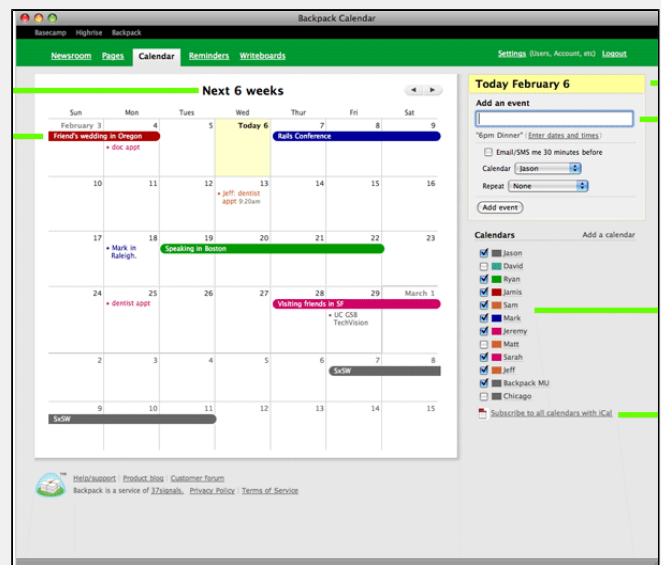 Backpack Calendar
Basecamp Highrise Backpack
Newsroom Pages Calendar Reminders Writeboards
Settings (Users, Account, etc) Logout
Next 6 weeks
Sun Mon Tues Wed Thur Fri Sat
February 3 4 5 Today 6 7 8 9
Friend's wedding in Oregon Rails Conference
• doc appt
10 11 12 13 14 15 16
• Jeff: dentist
appt 9:20am
17 18 19 20 21 22 23
• Mark in
Raleigh.
Speaking in Boston
24 25 26 27 28 29 March 1
• dentist appt
Visiting friends in SF
• UC GSB
TechVision
2 3 4 5 6 7 8
SxSW
9 10 11 12 13 14 15
SxSW
Today February 6
Add an event
"6pm Dinner" (Enter dates and times)
Email/SMS me 30 minutes before
Calendar Jason
Repeat None
Add event
Calendars Add a calendar
Jason
David
Ryan
Jamis
Sam
Mark
Jeremy
Matt
Sarah
Jeff
Backpack MU
Chicago
Subscribe to all calendars with iCal
Help/support | Product blog | Customer forum
Backpack is a service of 37signals. Privacy Policy | Terms of Service